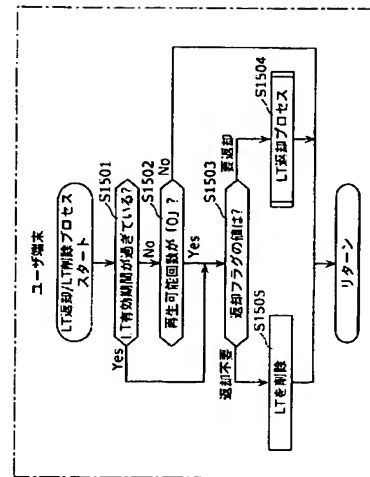 ユーザ端末
LT返却/LT削除プロセス
スタート
S1501
LT有効期間が過ぎている?
Yes
No
S1502
再生可能回数が「0」?
No
Yes
S1503
返却フラグの値は?
返却不要
要返却
S1505
LTを削除
S1504
LT返却プロセス
リターン